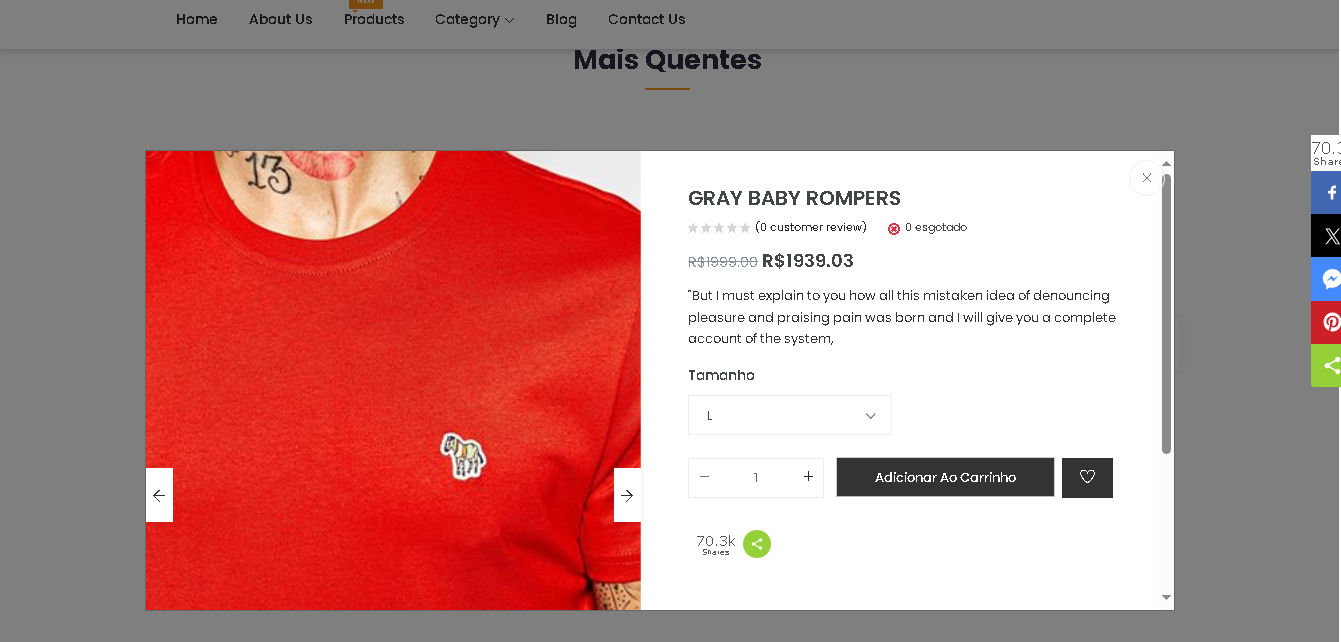 NEW
Home About Us Products Category Blog Contact Us
Mais Quentes
13
GRAY BABY ROMPERS
(0 customer review) 0 esgotado
R$1999.00 R$1939.03
"But I must explain to you how all this mistaken idea of denouncing
pleasure and praising pain was born and I will give you a complete
account of the system,
Tamanho
L
1 Adicionar Ao Carrinho
70.3k
Shares
70.3
Share